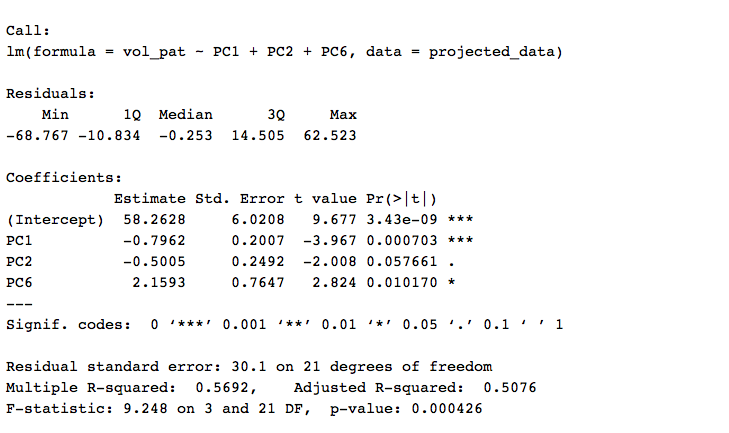 Call:
lm(formula = vol_pat ~ PC1 + PC2 + PC6, data = projected_data)
Residuals:
    Min      1Q  Median      3Q     Max
-68.767 -10.834  -0.253  14.505  62.523
Coefficients:
            Estimate Std. Error t value Pr(>|t|)
(Intercept)  58.2628     6.0208   9.677 3.43e-09 ***
PC1          -0.7962     0.2007  -3.967 0.000703 ***
PC2          -0.5005     0.2492  -2.008 0.057661 .
PC6           2.1593     0.7647   2.824 0.010170 *
---
Signif. codes:  0 ‘***’ 0.001 ‘**’ 0.01 ‘*’ 0.05 ‘.’ 0.1 ‘ ’ 1
Residual standard error: 30.1 on 21 degrees of freedom
Multiple R-squared:  0.5692,    Adjusted R-squared:  0.5076
F-statistic: 9.248 on 3 and 21 DF,  p-value: 0.000426